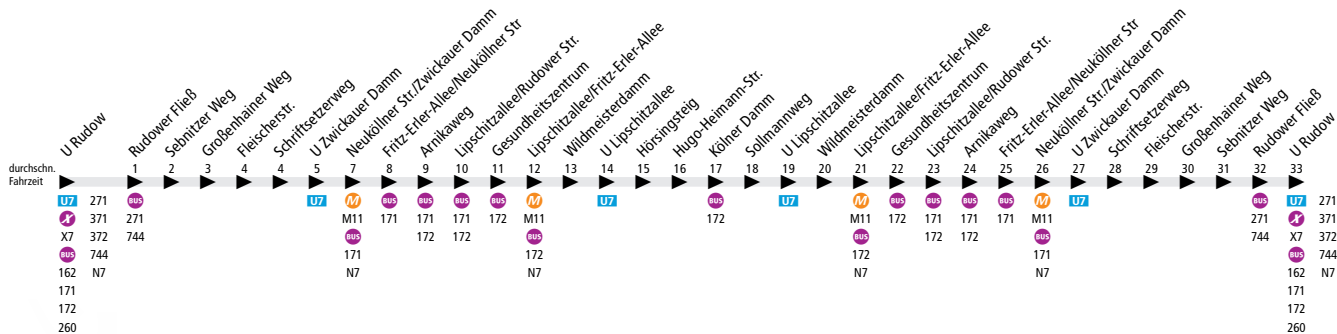 U Rudow
Rudower Fließ
Sebnitzer Weg
Großenhainer Weg
Fleischerstr.
Schriftsetzerweg
U Zwickauer Damm
Neuköllner Str./Zwickauer Damm
Fritz-Erler-Allee/Neuköllner Str
Arnikaweg
Lipschitzallee/Rudower Str.
Gesundheitszentrum
Lipschitzallee/Fritz-Erler-Allee
Wildmeisterdamm
U Lipschitzallee
Hörsingsteig
Hugo-Heimann-Str.
Kölner Damm
Sollmannweg
U Lipschitzallee
Wildmeisterdamm
Lipschitzallee/Fritz-Erler-Allee
Gesundheitszentrum
Lipschitzallee/Rudower Str.
Arnikaweg
Fritz-Erler-Allee/Neuköllner Str
Neuköllner Str./Zwickauer Damm
U Zwickauer Damm
Schriftsetzerweg
Fleischerstr.
Großenhainer Weg
Sebnitzer Weg
Rudower Fließ
U Rudow
durchschn. 1 2 3 4 4 5 7 8 9 10 11 12 13 14 15 16 17 18 19 20 21 22 23 24 25 26 27 28 29 30 31 32 33
Fahrzeit
U7 271 BUS U7 M BUS BUS BUS BUS M U7 BUS U7 M BUS BUS BUS BUS M U7 BUS U7 271
X 371 271 M11 171 171 171 172 M11 172 M11 172 171 171 171 M11 271 X 371
X7 372 744 BUS 172 172 BUS BUS 172 172 BUS 744 X7 372
BUS 744 171 172 172 171 BUS 744
162 N7 N7 N7 N7 N7 162 N7
171 171
172 172
260 260